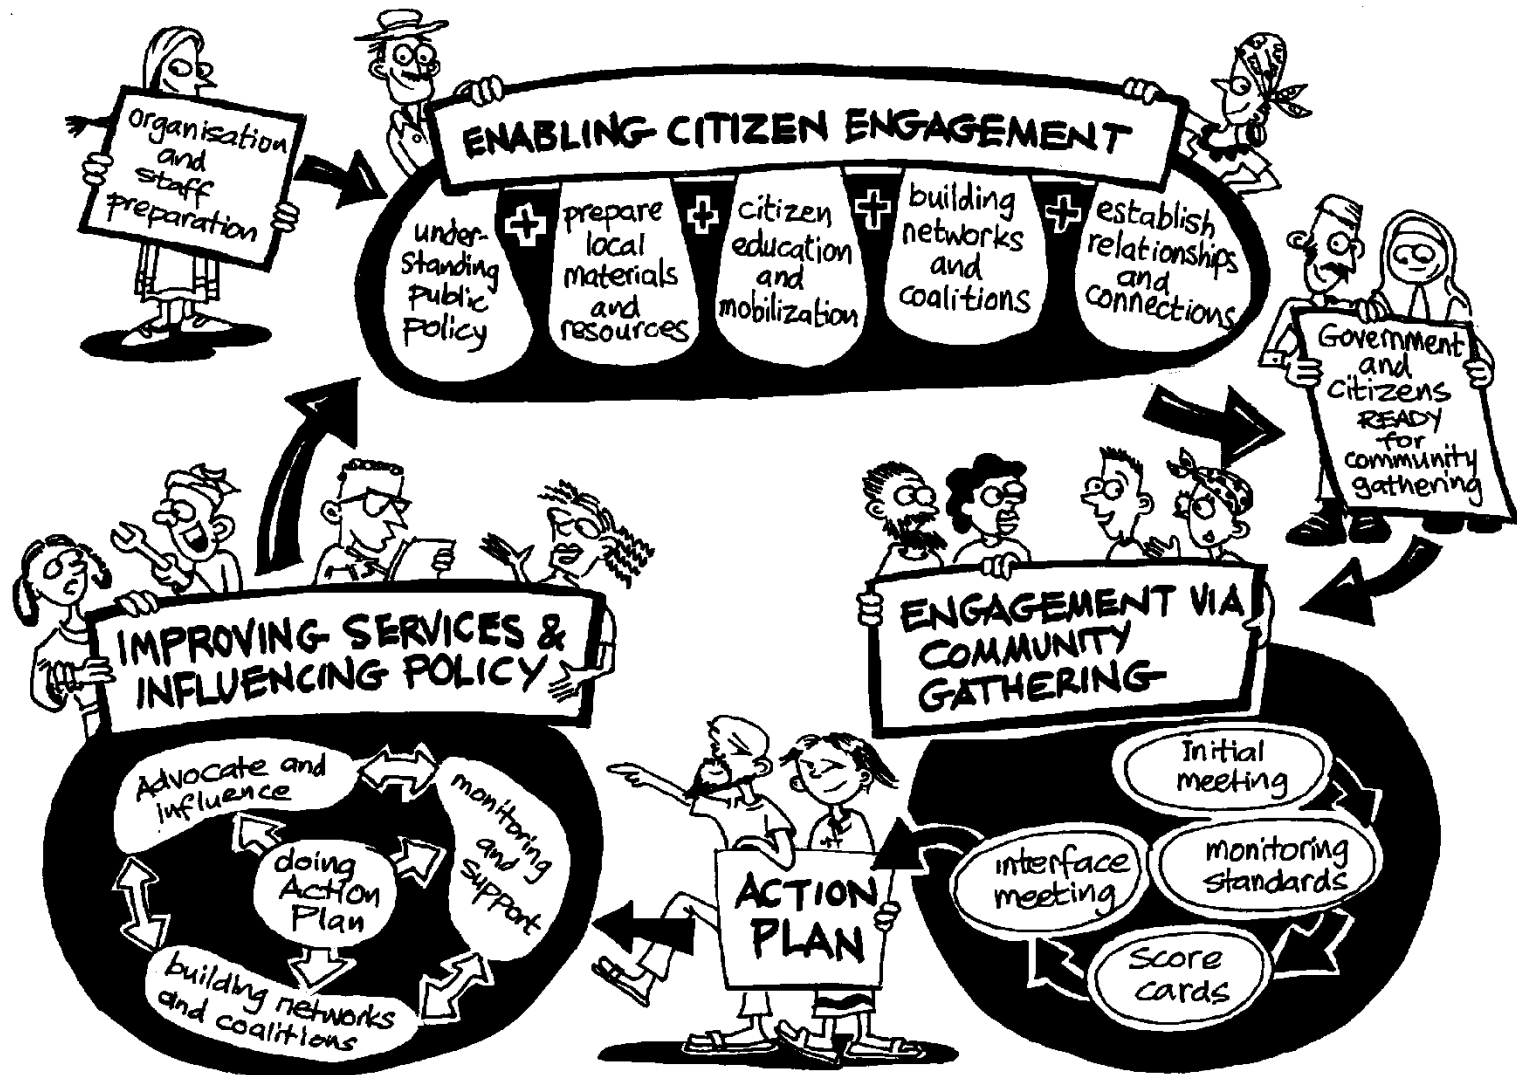 organisation
and
staff
preparation
ENABLING CITIZEN ENGAGEMENT
under-
standing
public
policy
prepare
local
materials
and
resources
citizen
education
and
mobilization
building
networks
and
coalitions
establish
relationships
and
connections
Government
and
citizens
READY
for
community
gathering
ENGAGEMENT VIA
COMMUNITY
GATHERING
Initial
meeting
monitoring
standards
Score
cards
interface
meeting
ACTION
PLAN
IMPROVING SERVICES &
INFLUENCING POLICY
Advocate and
influence
monitoring
and
support
doing
Action
Plan
building networks
and coalitions